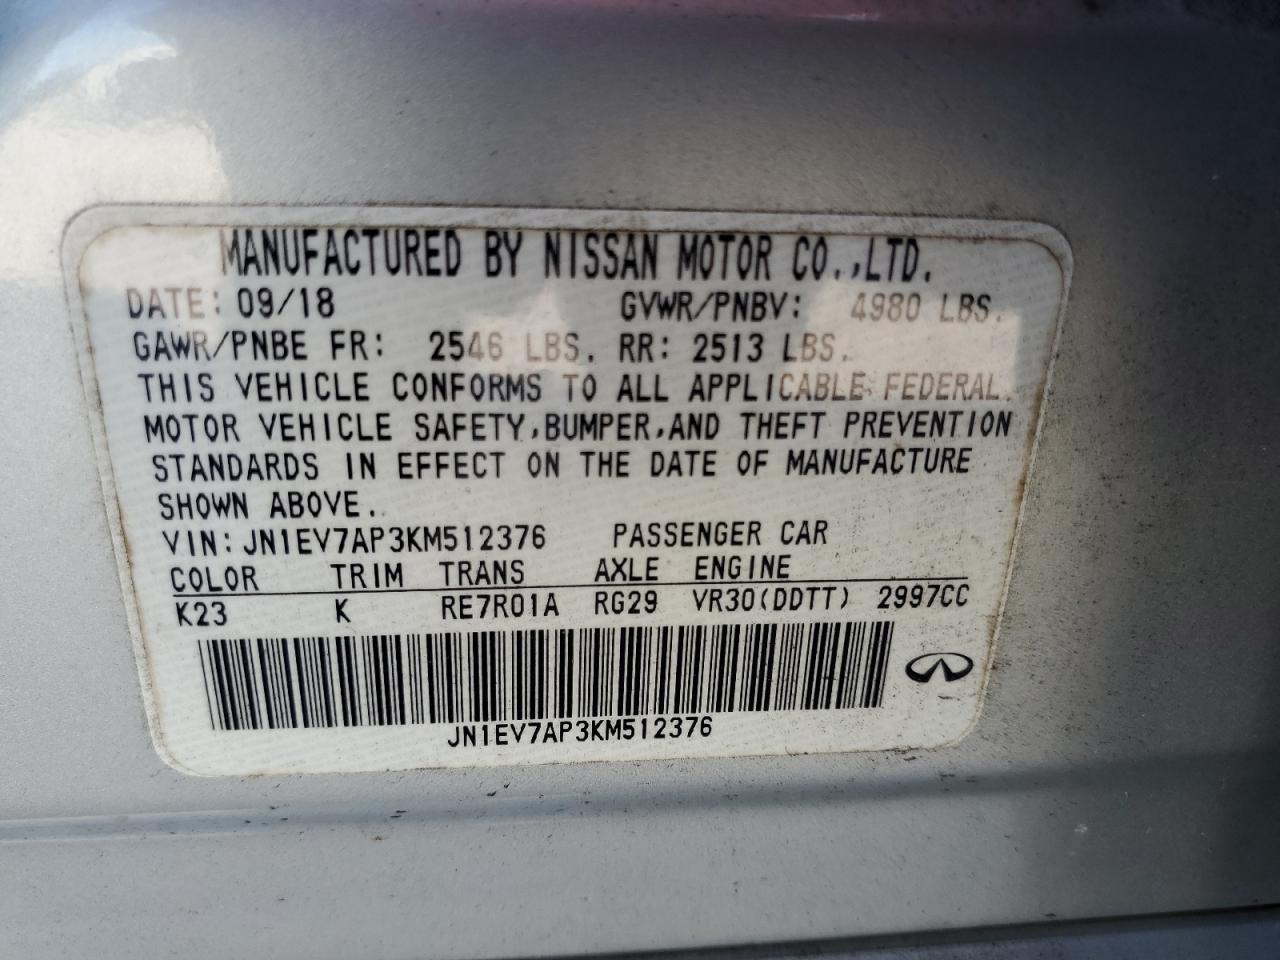 MANUFACTURED BY NISSAN MOTOR CO.,LTD.
DATE: 09/18 GVWR/PNBV: 4980 LBS.
GAWR/PNBE FR: 2546 LBS. RR: 2513 LBS.
THIS VEHICLE CONFORMS TO ALL APPLICABLE FEDERAL
MOTOR VEHICLE SAFETY,BUMPER,AND THEFT PREVENTION
STANDARDS IN EFFECT ON THE DATE OF MANUFACTURE
SHOWN ABOVE.
VIN: JN1EV7AP3KM512376 PASSENGER CAR
COLOR TRIM TRANS AXLE ENGINE
K23 K RE7R01A RG29 VR30(DDTT) 2997CC
JN1EV7AP3KM512376